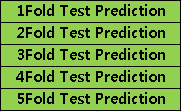 1Fold Test Prediction
2Fold Test Prediction
3Fold Test Prediction
4Fold Test Prediction
5Fold Test Prediction